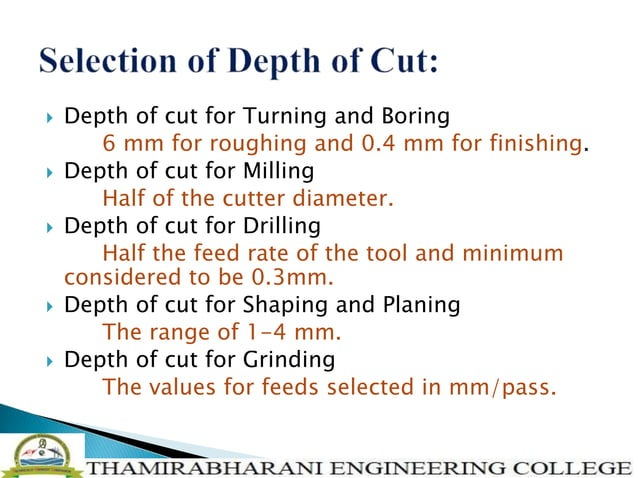 Selection of Depth of Cut:
Depth of cut for Turning and Boring
6 mm for roughing and 0.4 mm for finishing.
Depth of cut for Milling
Half of the cutter diameter.
Depth of cut for Drilling
Half the feed rate of the tool and minimum
considered to be 0.3mm.
Depth of cut for Shaping and Planing
The range of 1-4 mm.
Depth of cut for Grinding
The values for feeds selected in mm/pass.
THAMIRABHARANI ENGINEERING COLLEGE